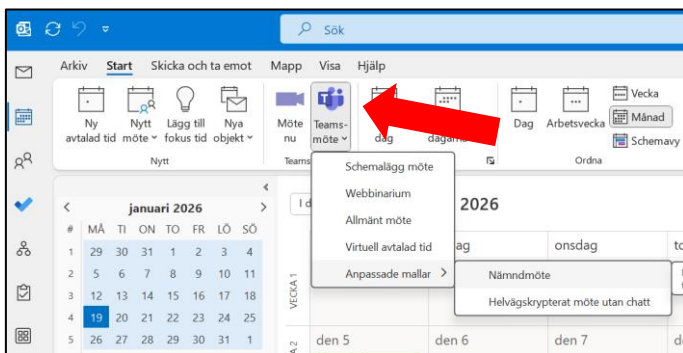 Sök
Arkiv Start Skicka och ta emot Mapp Visa Hjälp
Ny avtalad tid
Nytt möte
Lägg till fokus tid
Nya objekt
Möte nu
Teams-möte
dag
Dag
Arbetsvecka
Vecka
Månad
Schemavy
Nytt
Teams
Ordna
Schemalägg möte
Webbinarium
Allmänt möte
Virtuell avtalad tid
Anpassade mallar
Nämndmöte
Helvägskrypterat möte utan chatt
januari 2026
# MÅ TI ON TO FR LÖ SÖ
1 29 30 31 1 2 3 4
2 5 6 7 8 9 10 11
3 12 13 14 15 16 17 18
4 19 20 21 22 23 24 25
5 26 27 28 29 30 31 1
2026
onsdag
VECKA 1
den 5 den 6 den 7